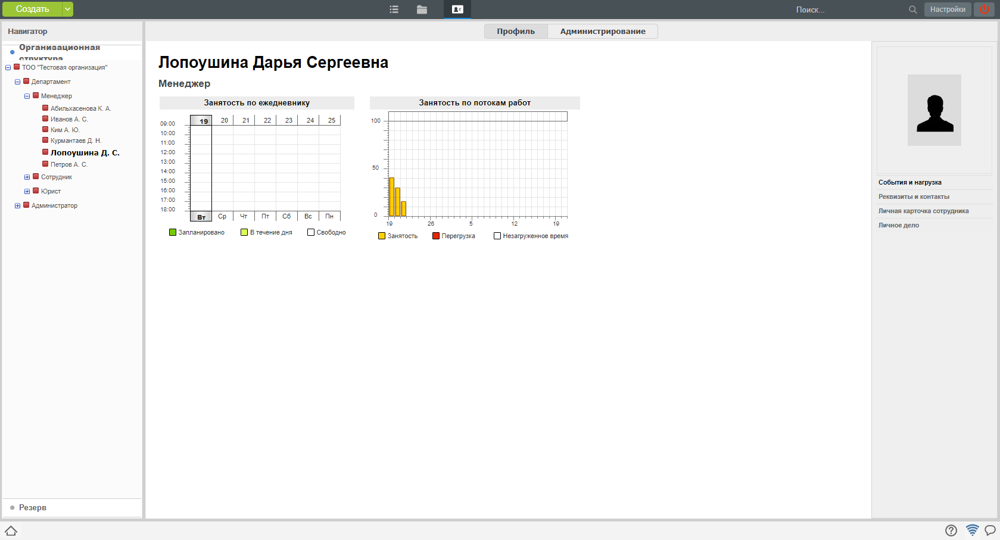 Создать
Поиск...
Настройки
Навигатор
Профиль
Администрирование
Организационная
структура
ТОО "Тестовая организация"
Департамент
Менеджер
Абильхасенова К. А.
Иванов А. С.
Ким А. Ю.
Курмантаев Д. Н.
Лопоушина Д. С.
Петров А. С.
Сотрудник
Юрист
Администратор
Резерв
Лопоушина Дарья Сергеевна
Менеджер
Занятость по ежедневнику
19 20 21 22 23 24 25
09:00
10:00
11:00
12:00
13:00
14:00
15:00
16:00
17:00
18:00
Вт Ср Чт Пт Сб Вс Пн
Запланировано В течение дня Свободно
Занятость по потокам работ
100
50
0
19 26 5 12 19
Занятость Перегрузка Незагруженное время
События и нагрузка
Реквизиты и контакты
Личная карточка сотрудника
Личное дело